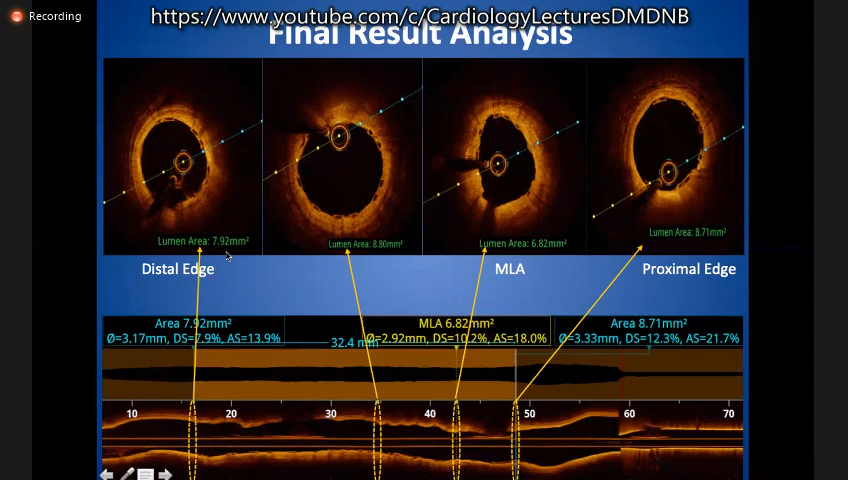 Recording
https://www.youtube.com/c/CardiologyLecturesDMDNB
Final Result Analysis
Lumen Area: 7.92mm²
Lumen Area: 8.80mm²
Lumen Area: 6.82mm²
Lumen Area: 8.71mm²
Distal Edge
MLA
Proximal Edge
Area 7.92mm²
Ø=3.17mm, DS=7.9%, AS=13.9%
32.4 mm
MLA 6.82mm²
Ø=2.92mm, DS=10.2%, AS=18.0%
Area 8.71mm²
Ø=3.33mm, DS=12.3%, AS=21.7%
10 20 30 40 50 60 70